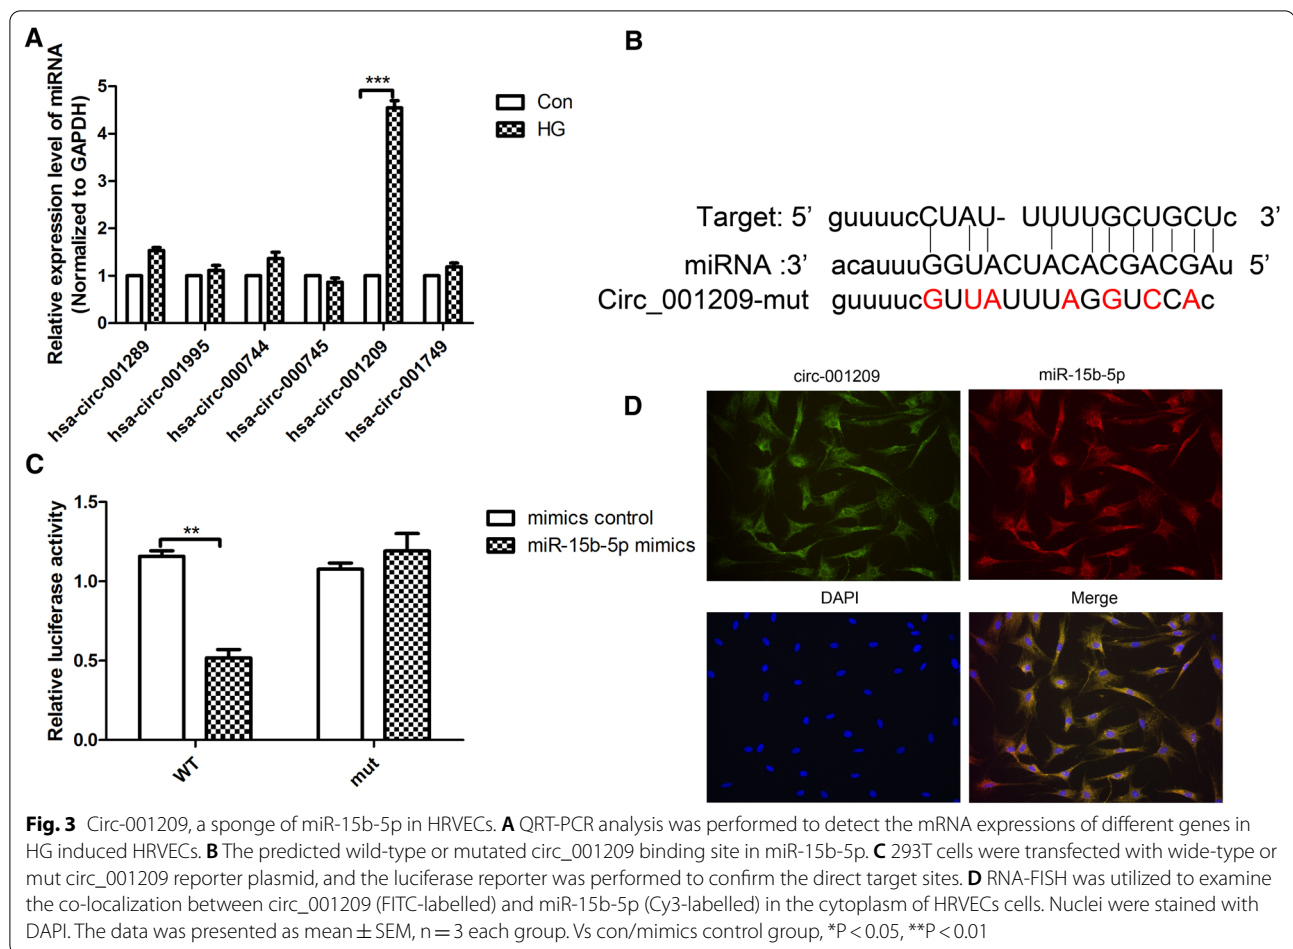 A
Relative expression level of miRNA
(Normalized to GAPDH)
5
4
3
2
1
0
***
Con
HG
hsa-circ-001289
hsa-circ-001995
hsa-circ-000744
hsa-circ-000745
hsa-circ-001209
hsa-circ-001749
B
Target: 5’ guuuucCUAU- UUUUGCUGCUc 3’
miRNA :3’ acauuuGGUACUACACGACGAu 5’
Circ_001209-mut guuuucGUUAUUUAGGUCCAc
C
Relative luciferase activity
1.5
1.0
0.5
0.0
**
mimics control
miR-15b-5p mimics
WT
mut
D
circ-001209
miR-15b-5p
DAPI
Merge
Fig. 3 Circ-001209, a sponge of miR-15b-5p in HRVECs. A QRT-PCR analysis was performed to detect the mRNA expressions of different genes in
HG induced HRVECs. B The predicted wild-type or mutated circ_001209 binding site in miR-15b-5p. C 293T cells were transfected with wide-type or
mut circ_001209 reporter plasmid, and the luciferase reporter was performed to confirm the direct target sites. D RNA-FISH was utilized to examine
the co-localization between circ_001209 (FITC-labelled) and miR-15b-5p (Cy3-labelled) in the cytoplasm of HRVECs cells. Nuclei were stained with
DAPI. The data was presented as mean ± SEM, n = 3 each group. Vs con/mimics control group, *P < 0.05, **P < 0.01